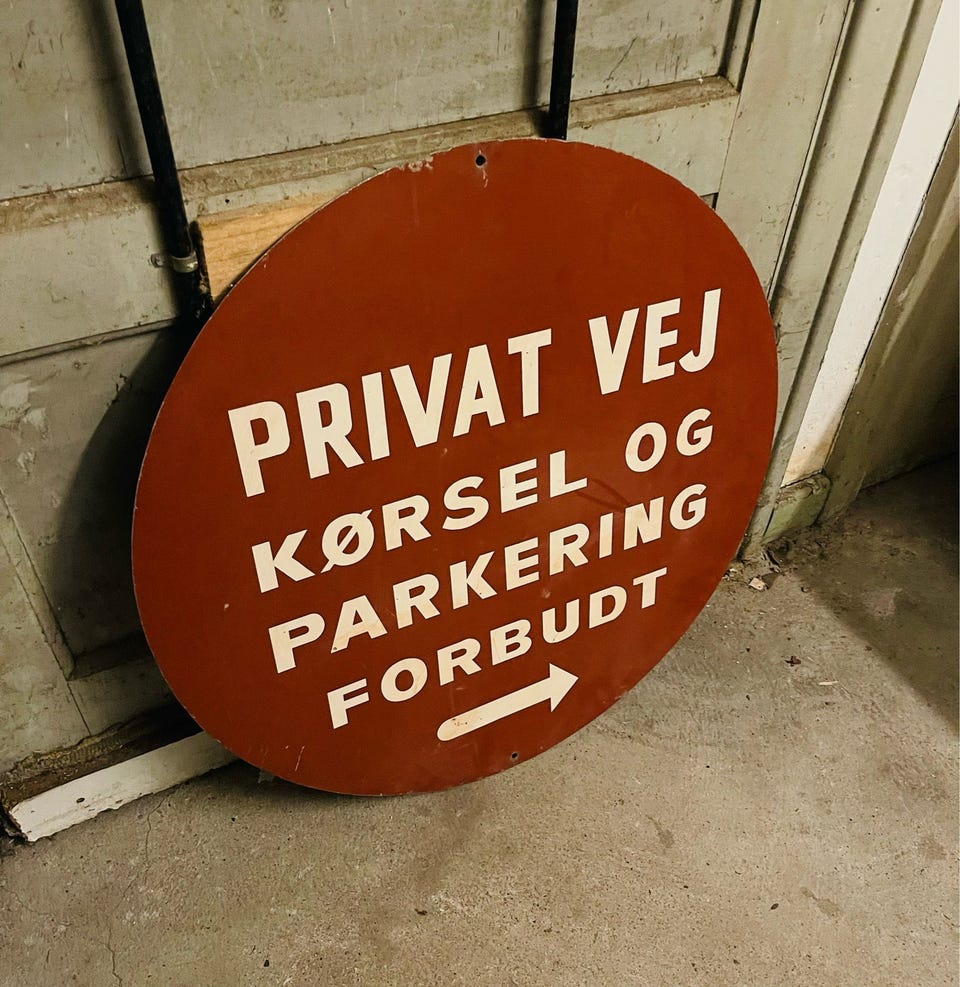 PRIVAT VEJ
KØRSEL OG
PARKERING
FORBUDT